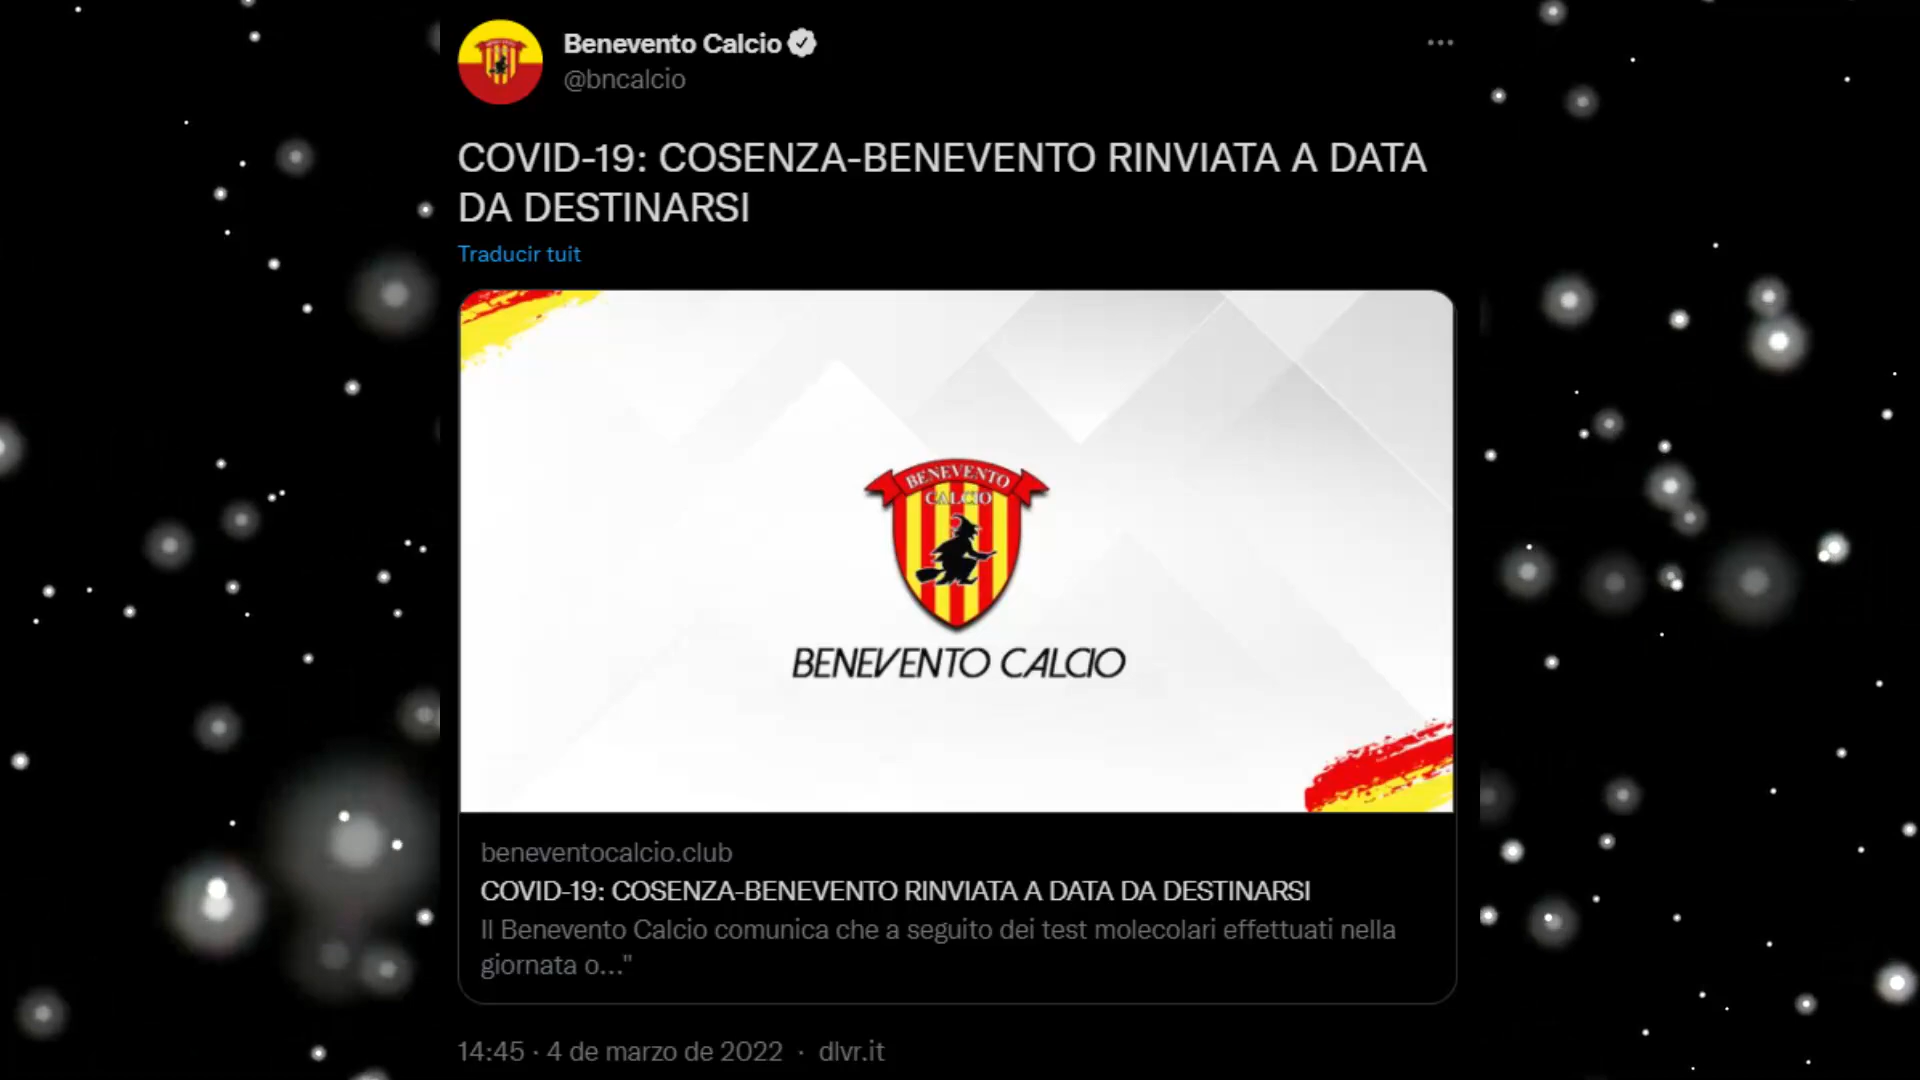 Benevento Calcio
@bncalcio
COVID-19: COSENZA-BENEVENTO RINVIATA A DATA
DA DESTINARSI
Traducir tuit
BENEVENTO
CALCIO
BENEVENTO CALCIO
beneventocalcio.club
COVID-19: COSENZA-BENEVENTO RINVIATA A DATA DA DESTINARSI
Il Benevento Calcio comunica che a seguito dei test molecolari effettuati nella
giornata o..."
14:45 · 4 de marzo de 2022 · dlvr.it